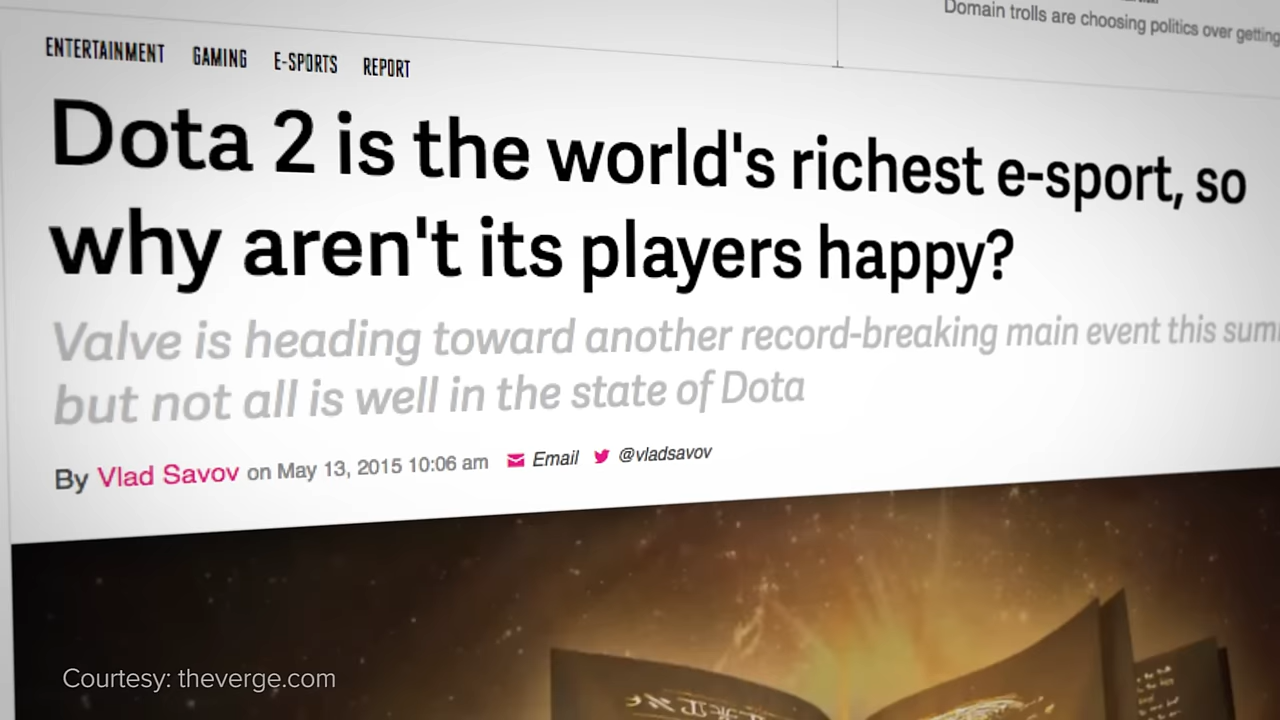 Domain trolls are choosing politics over getting
ENTERTAINMENT GAMING E-SPORTS REPORT
Dota 2 is the world's richest e-sport, so
why aren't its players happy?
Valve is heading toward another record-breaking main event this
but not all is well in the state of Dota
By Vlad Savov on May 13, 2015 10:06 am Email @vladsavov
Courtesy: theverge.com